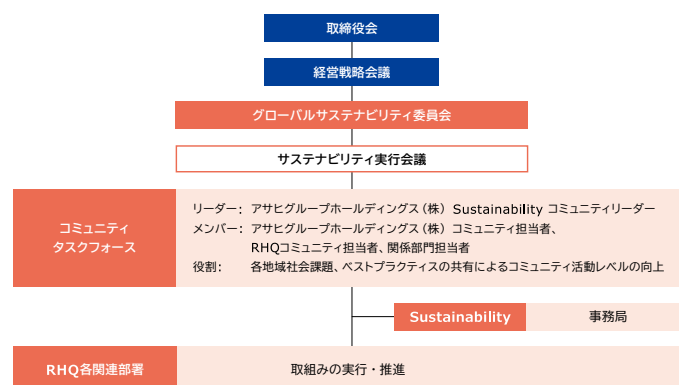 取締役会
経営戦略会議
グローバルサステナビリティ委員会
サステナビリティ実行会議
コミュニティ
タスクフォース
リーダー: アサヒグループホールディングス(株) Sustainability コミュニティリーダー
メンバー: アサヒグループホールディングス(株) コミュニティ担当者、
RHQコミュニティ担当者、関係部門担当者
役割: 各地域社会課題、ベストプラクティスの共有によるコミュニティ活動レベルの向上
Sustainability 事務局
RHQ各関連部署 取組みの実行・推進